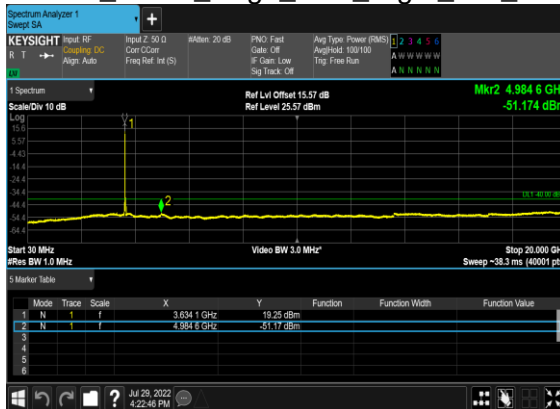 Spectrum Analyzer 1
Swept SA
+
KEYSIGHT
R T
Input: RF
Coupling: DC
Align: Auto
Input Z: 50 Ω
Corr CCorr
Freq Ref: Int (S)
#Atten: 20 dB
PNO: Fast
Gate: Off
IF Gain: Low
Sig Track: Off
Avg Type: Power (RMS)
Avg|Hold: 100/100
Trig: Free Run
1 2 3 4 5 6
A W W W W W
A N N N N N
1 Spectrum
Scale/Div 10 dB
Ref Lvl Offset 15.57 dB
Ref Level 25.57 dBm
Mkr2 4.984 6 GH
-51.174 dB
Log
15.6
5.57
-4.43
-14.4
-24.4
-34.4
-44.4
-54.4
-64.4
1
2
Start 30 MHz
#Res BW 1.0 MHz
Video BW 3.0 MHz*
Stop 20.000 GH
Sweep ~38.3 ms (40001 pt
5 Marker Table
Mode Trace Scale X Y Function Function Width Function Value
1 N 1 f 3.634 1 GHz 19.25 dBm
2 N 1 f 4.984 6 GHz -51.17 dBm
3
4
5
6
?
Jul 29, 2022
4:22:46 PM